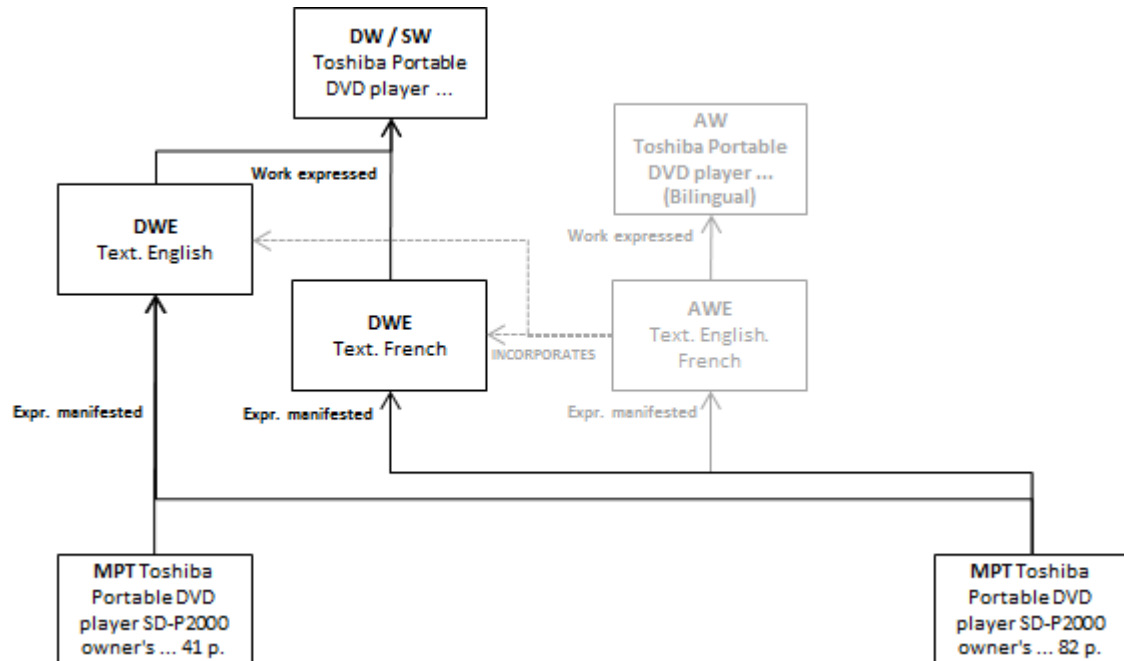 DW / SW
Toshiba Portable
DVD player ...
AW
Toshiba Portable
DVD player ...
(Bilingual)
Work expressed
DWE
Text. English
Work expressed
DWE
Text. French
INCORPORATES
AWE
Text. English.
French
Expr. manifested
Expr. manifested
Expr. manifested
MPT Toshiba
Portable DVD
player SD-P2000
owner's ... 41 p.
MPT Toshiba
Portable DVD
player SD-P2000
owner's ... 82 p.